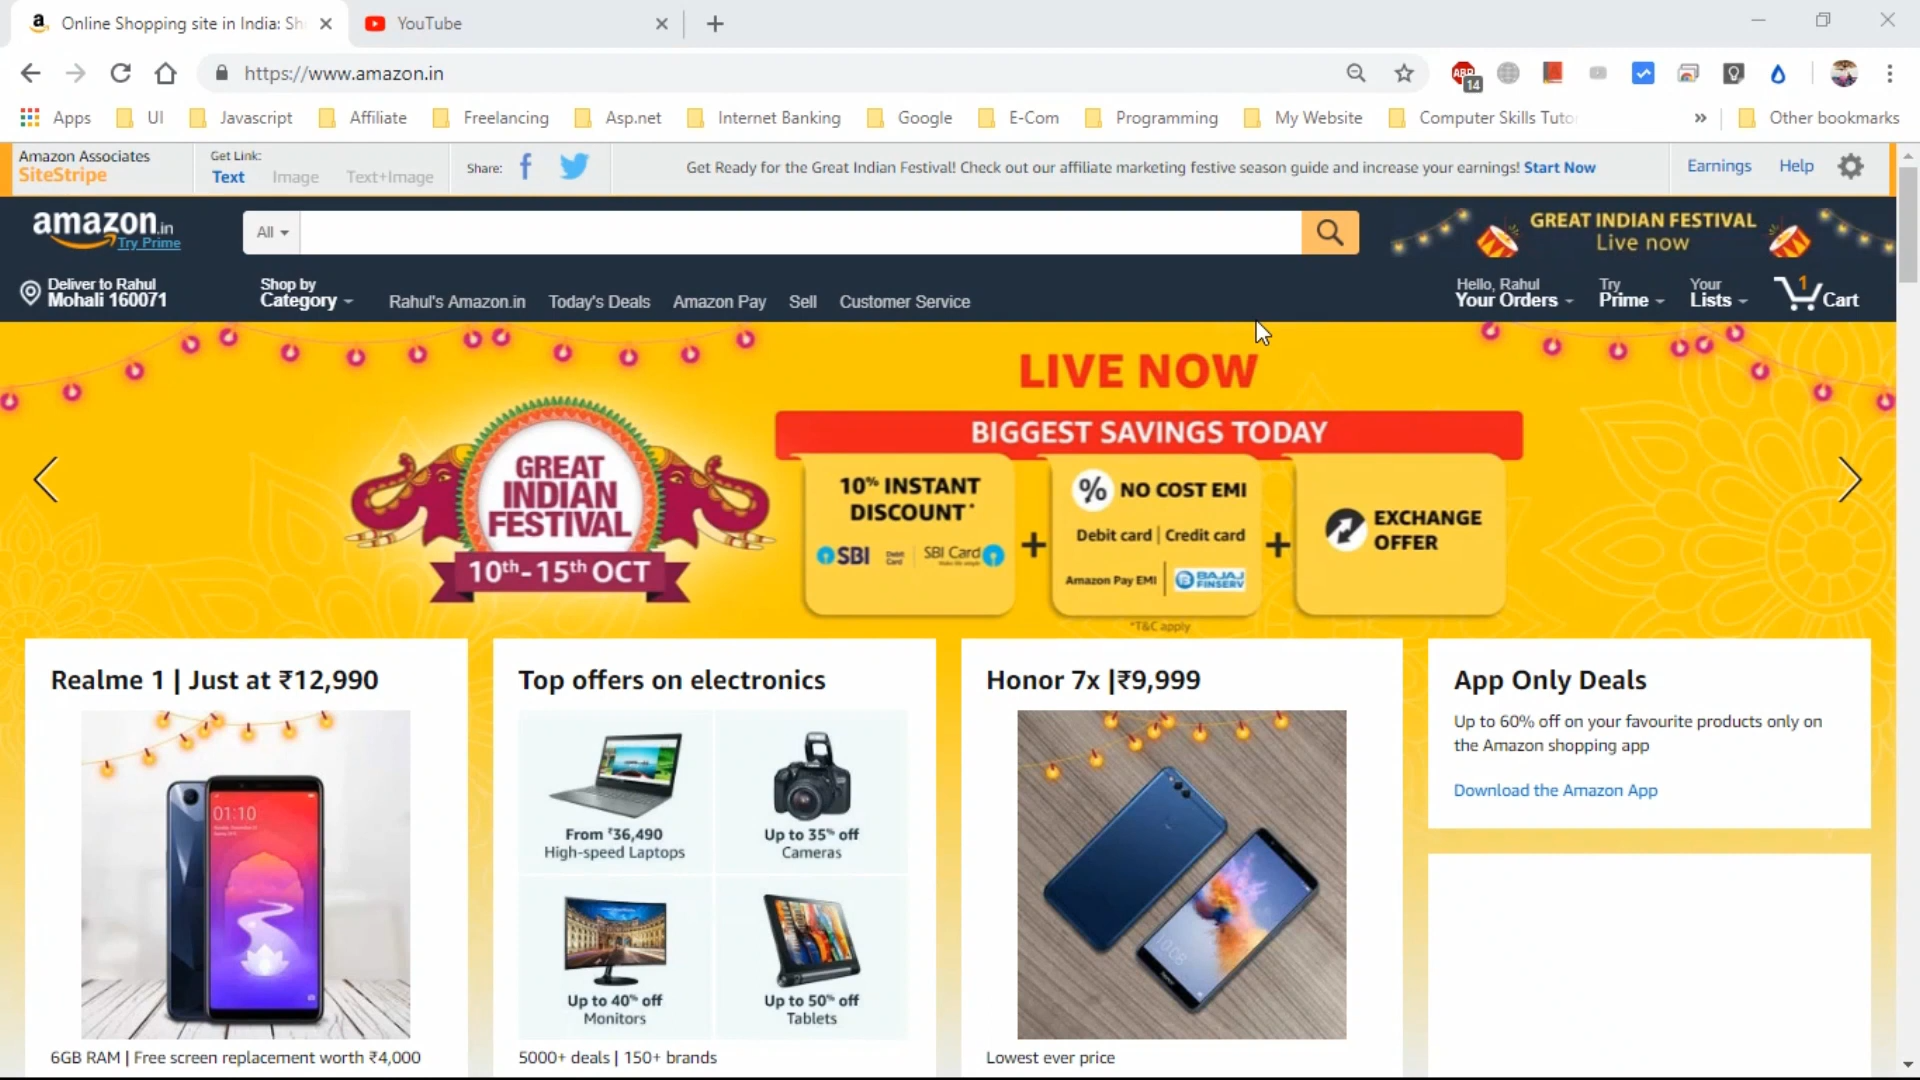 Online Shopping site in India: Sh
YouTube
https://www.amazon.in
ABP
14
Apps
UI
Javascript
Affiliate
Freelancing
Asp.net
Internet Banking
Google
E-Com
Programming
My Website
Computer Skills Tuto
»
Other bookmarks
Amazon Associates
SiteStripe
Get Link:
Text Image Text+Image
Share:
Get Ready for the Great Indian Festival! Check out our affiliate marketing festive season guide and increase your earnings! Start Now
Earnings
Help
amazon.in
Try Prime
All
GREAT INDIAN FESTIVAL
Live now
Deliver to Rahul
Mohali 160071
Shop by
Category
Rahul's Amazon.in
Today's Deals
Amazon Pay
Sell
Customer Service
Hello, Rahul
Your Orders
Try
Prime
Your
Lists
1
Cart
LIVE NOW
BIGGEST SAVINGS TODAY
GREAT
INDIAN
FESTIVAL
10th-15th OCT
10% INSTANT
DISCOUNT*
SBI
Debit
Card
SBI Card
+
% NO COST EMI
Debit card | Credit card
Amazon Pay EMI
BAJAJ
FINSERV
+
EXCHANGE
OFFER
*T&C apply
Realme 1 | Just at ₹12,990
01:10
6GB RAM | Free screen replacement worth ₹4,000
Top offers on electronics
From ₹36,490
High-speed Laptops
Up to 35% off
Cameras
Up to 40% off
Monitors
Up to 50% off
Tablets
5000+ deals | 150+ brands
Honor 7x |₹9,999
Lowest ever price
App Only Deals
Up to 60% off on your favourite products only on
the Amazon shopping app
Download the Amazon App